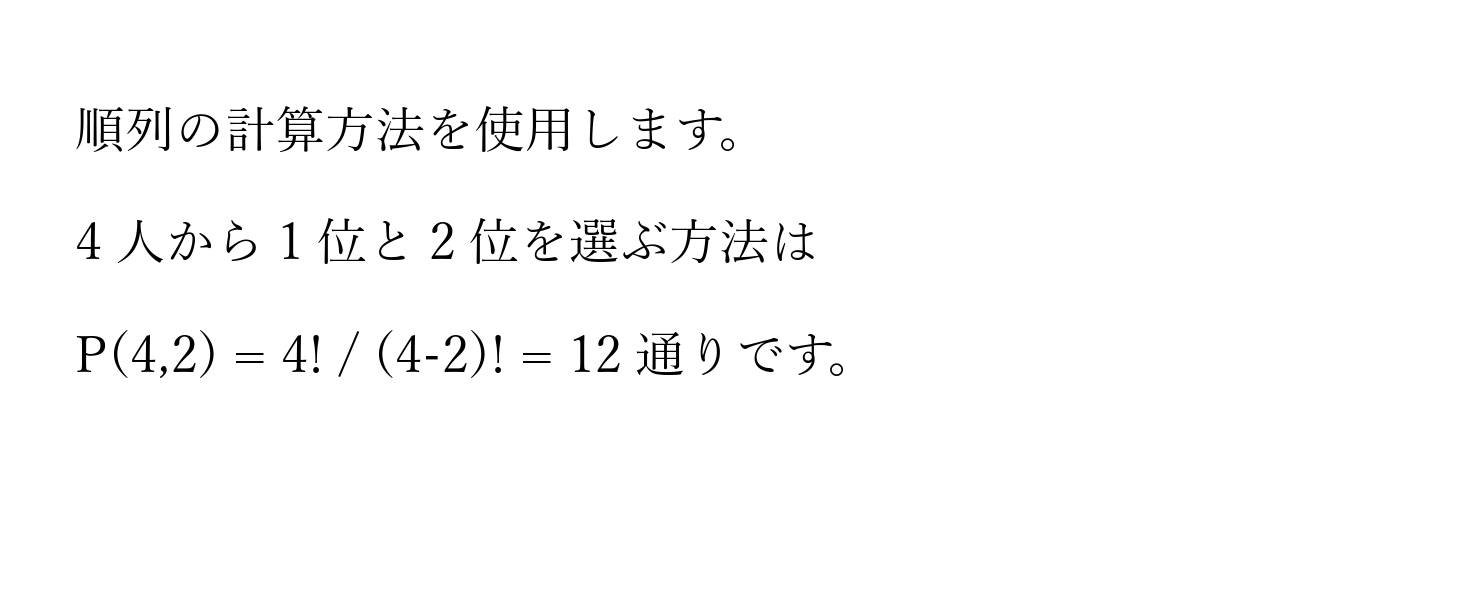 順列の計算方法を使用します。
4 人から 1 位と 2 位を選ぶ方法は
P(4,2) = 4! / (4-2)! = 12 通りです。